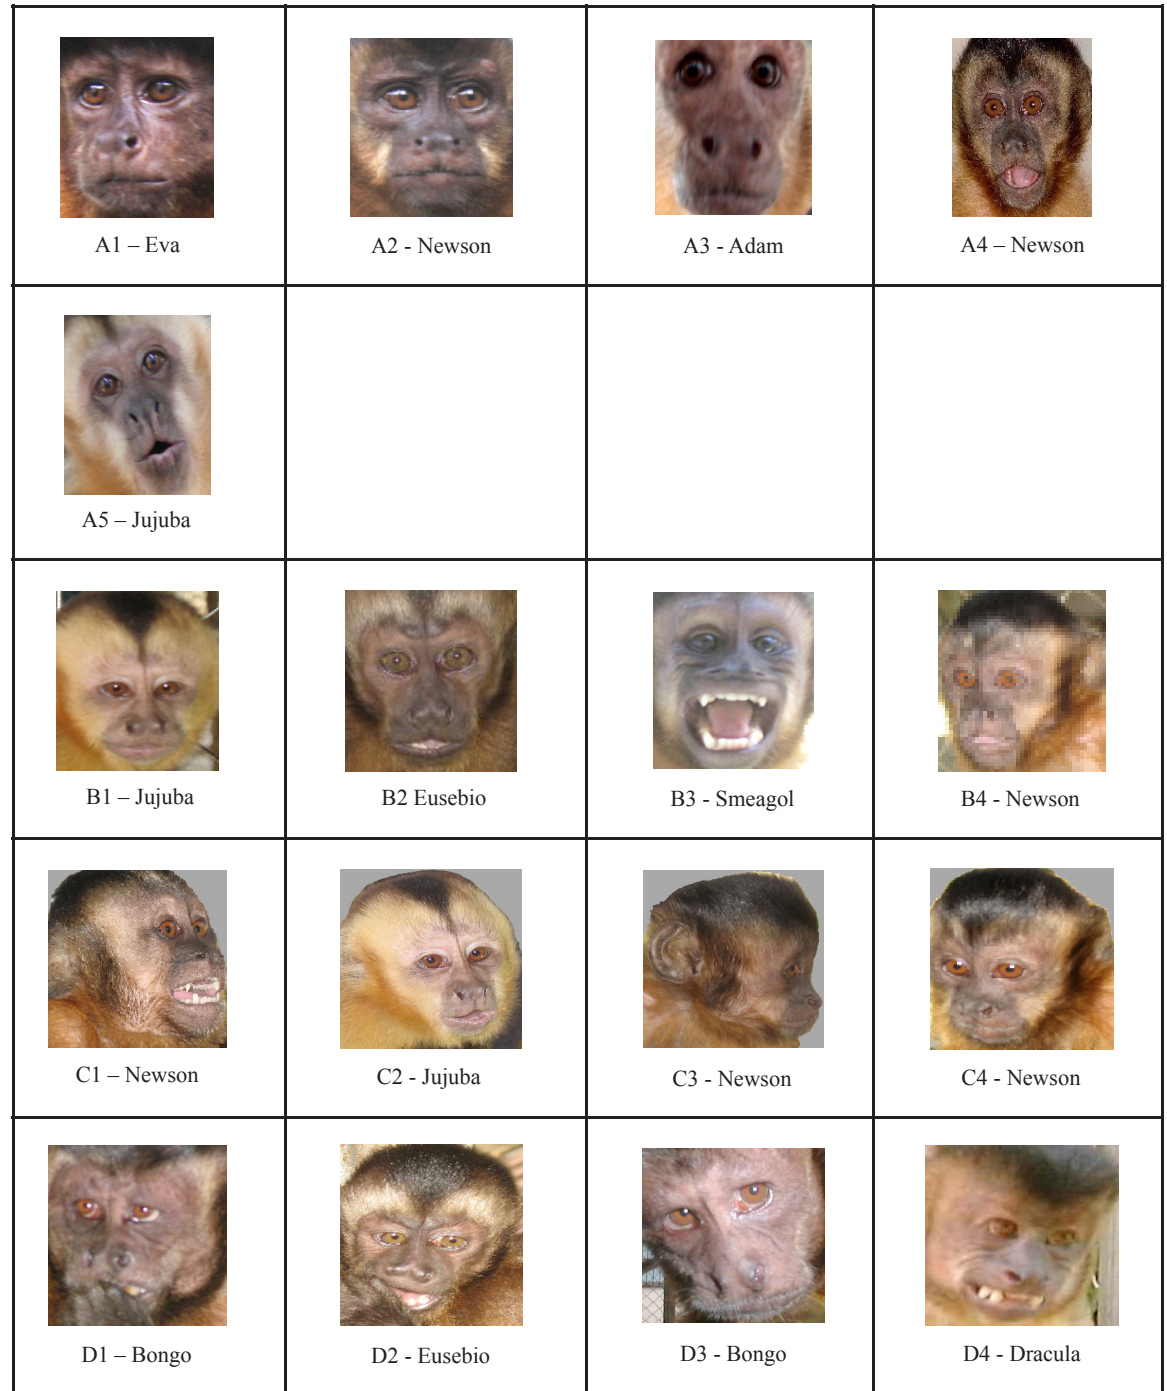 A1 – Eva
A2 - Newson
A3 - Adam
A4 – Newson
A5 – Jujuba
B1 – Jujuba
B2 Eusebio
B3 - Smeagol
B4 - Newson
C1 – Newson
C2 - Jujuba
C3 - Newson
C4 - Newson
D1 – Bongo
D2 - Eusebio
D3 - Bongo
D4 - Dracula